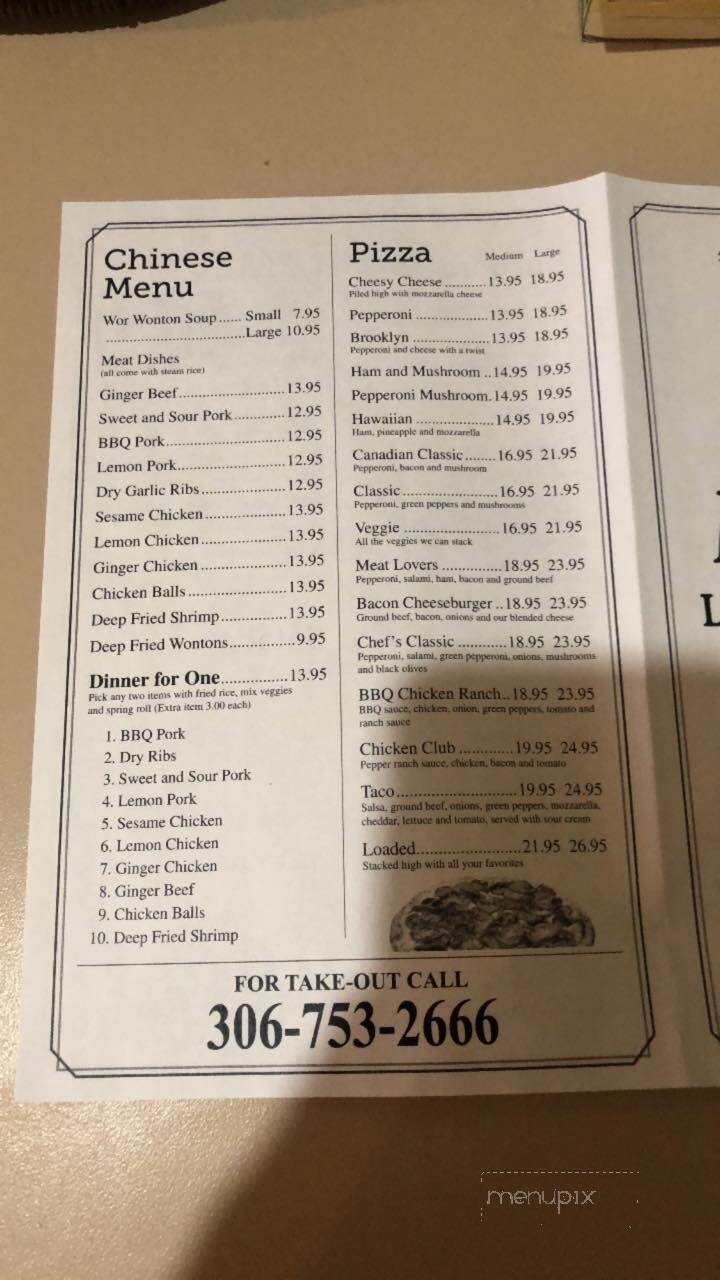 Chinese
Menu
Wor Wonton Soup...... Small 7.95
..................................Large 10.95
Meat Dishes
(all come with steam rice)
Ginger Beef..........................13.95
Sweet and Sour Pork.............12.95
BBQ Pork.............................12.95
Lemon Pork..........................12.95
Dry Garlic Ribs....................12.95
Sesame Chicken ...................13.95
Lemon Chicken ....................13.95
Ginger Chicken ....................13.95
Chicken Balls .......................13.95
Deep Fried Shrimp................13.95
Deep Fried Wontons................9.95
Dinner for One................13.95
Pick any two items with fried rice, mix veggies
and spring roll (Extra item 3.00 each)
1. BBQ Pork
2. Dry Ribs
3. Sweet and Sour Pork
4. Lemon Pork
5. Sesame Chicken
6. Lemon Chicken
7. Ginger Chicken
8. Ginger Beef
9. Chicken Balls
10. Deep Fried Shrimp
Pizza Medium Large
Cheesy Cheese ..........13.95 18.95
Piled high with mozzarella cheese
Pepperoni ..................13.95 18.95
Brooklyn ...................13.95 18.95
Pepperoni and cheese with a twist
Ham and Mushroom ..14.95 19.95
Pepperoni Mushroom.14.95 19.95
Hawaiian ...................14.95 19.95
Ham, pineapple and mozzarella
Canadian Classic........16.95 21.95
Pepperoni, bacon and mushroom
Classic........................16.95 21.95
Pepperoni, green peppers and mushrooms
Veggie .......................16.95 21.95
All the veggies we can stack
Meat Lovers ..............18.95 23.95
Pepperoni, salami, ham, bacon and ground beef
Bacon Cheeseburger ..18.95 23.95
Ground beef, bacon, onions and our blended cheese
Chef's Classic ............18.95 23.95
Pepperoni, salami, green pepperoni, onions, mushrooms
and black olives
BBQ Chicken Ranch..18.95 23.95
BBQ sauce, chicken, onion, green peppers, tomato and
ranch sauce
Chicken Club .............19.95 24.95
Pepper ranch sauce, chicken, bacon and tomato
Taco............................19.95 24.95
Salsa, ground beef, onions, green peppers, mozzarella,
cheddar, lettuce and tomato, served with sour cream
Loaded........................21.95 26.95
Stacked high with all your favorites
FOR TAKE-OUT CALL
306-753-2666
menupix